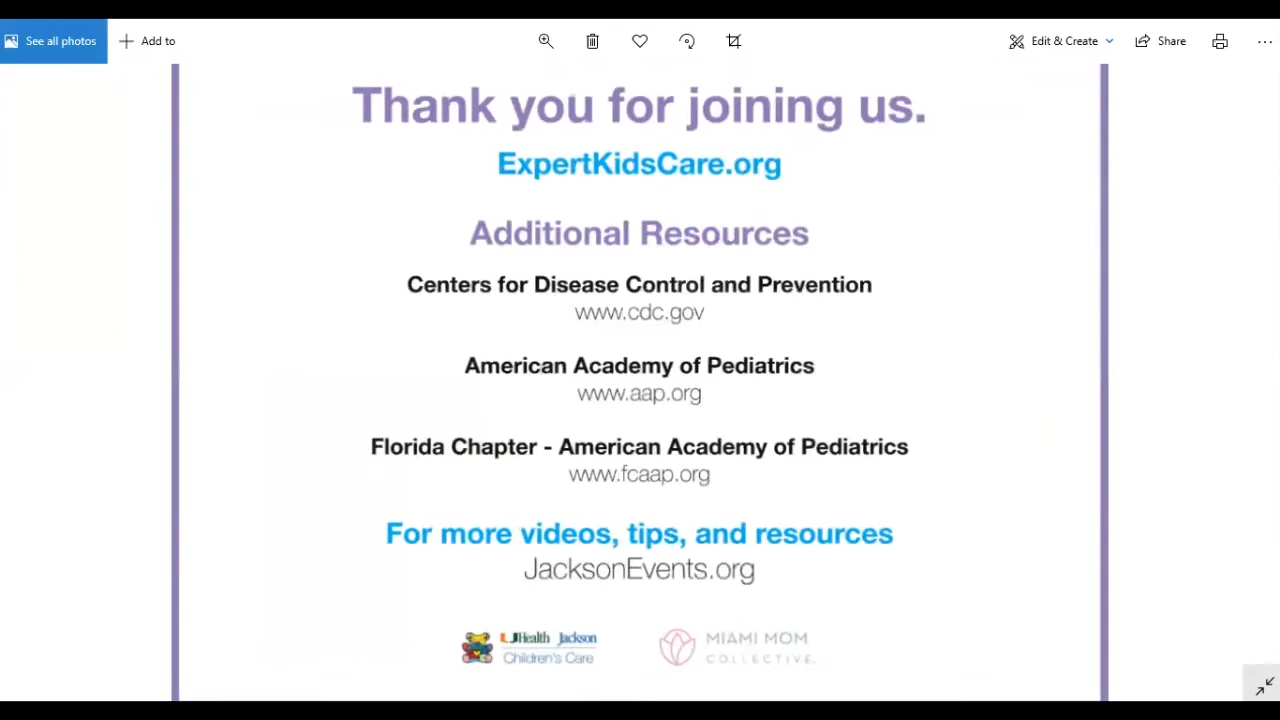 See all photos
Add to
Edit & Create
Share
Thank you for joining us.
ExpertKidsCare.org
Additional Resources
Centers for Disease Control and Prevention
www.cdc.gov
American Academy of Pediatrics
www.aap.org
Florida Chapter - American Academy of Pediatrics
www.fcaap.org
For more videos, tips, and resources
JacksonEvents.org
UHealth Jackson
Children's Care
MIAMI MOM
COLLECTIVE